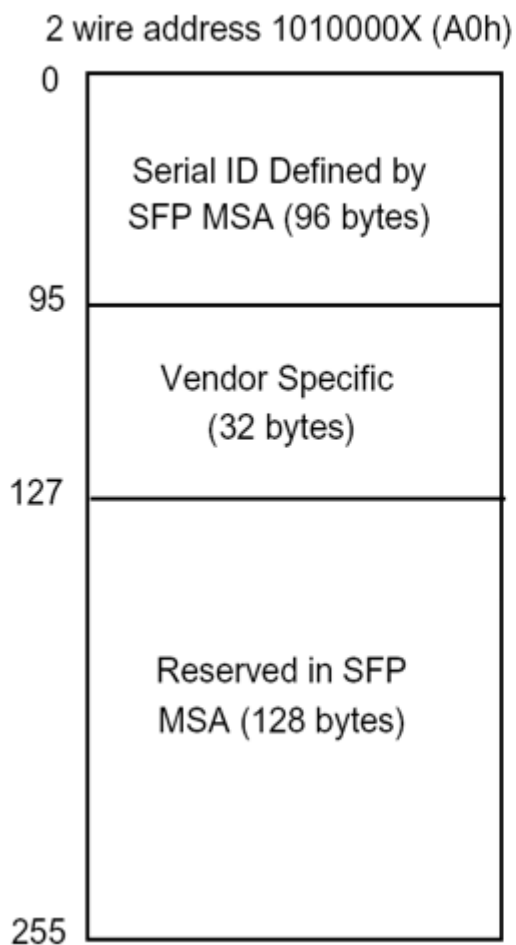 2 wire address 1010000X (A0h)
0
Serial ID Defined by
SFP MSA (96 bytes)
95
Vendor Specific
(32 bytes)
127
Reserved in SFP
MSA (128 bytes)
255